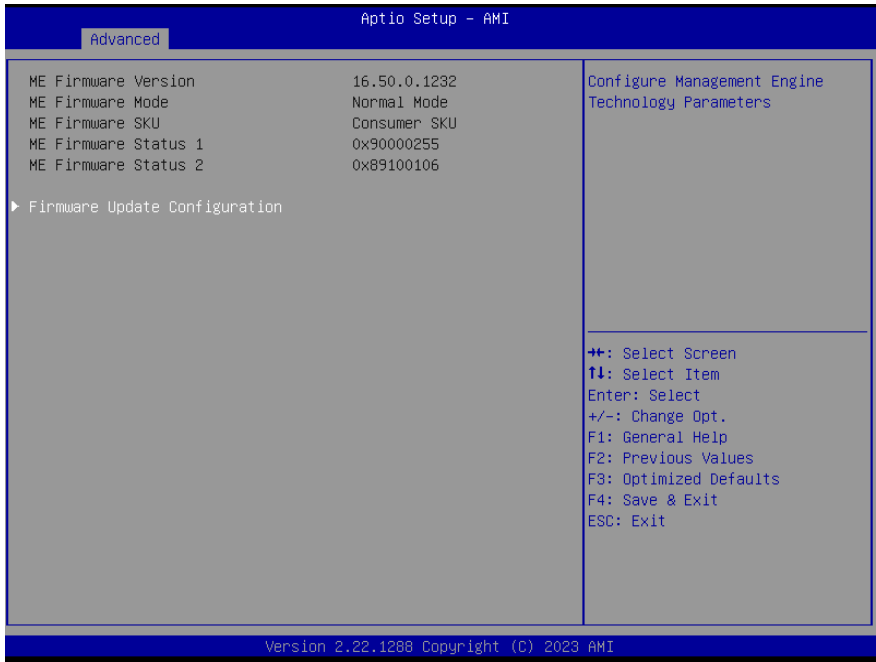 Aptio Setup – AMI
Advanced
ME Firmware Version 16.50.0.1232
ME Firmware Mode Normal Mode
ME Firmware SKU Consumer SKU
ME Firmware Status 1 0x90000255
ME Firmware Status 2 0x89100106
▶ Firmware Update Configuration
Configure Management Engine
Technology Parameters
→←: Select Screen
↑↓: Select Item
Enter: Select
+/-: Change Opt.
F1: General Help
F2: Previous Values
F3: Optimized Defaults
F4: Save & Exit
ESC: Exit
Version 2.22.1288 Copyright (C) 2023 AMI